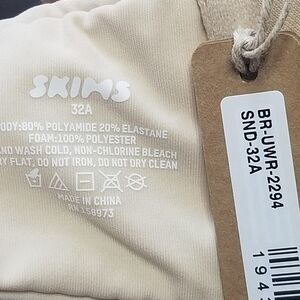 SKIMS
32A
ODY:80% POLYAMIDE 20% ELASTANE
FOAM:100% POLYESTER
AND WASH COLD, NON-CHLORINE BLEACH
RY FLAT, DO NOT IRON, DO NOT DRY CLEAN
MADE IN CHINA
BR-UWR-2294
SND-32A